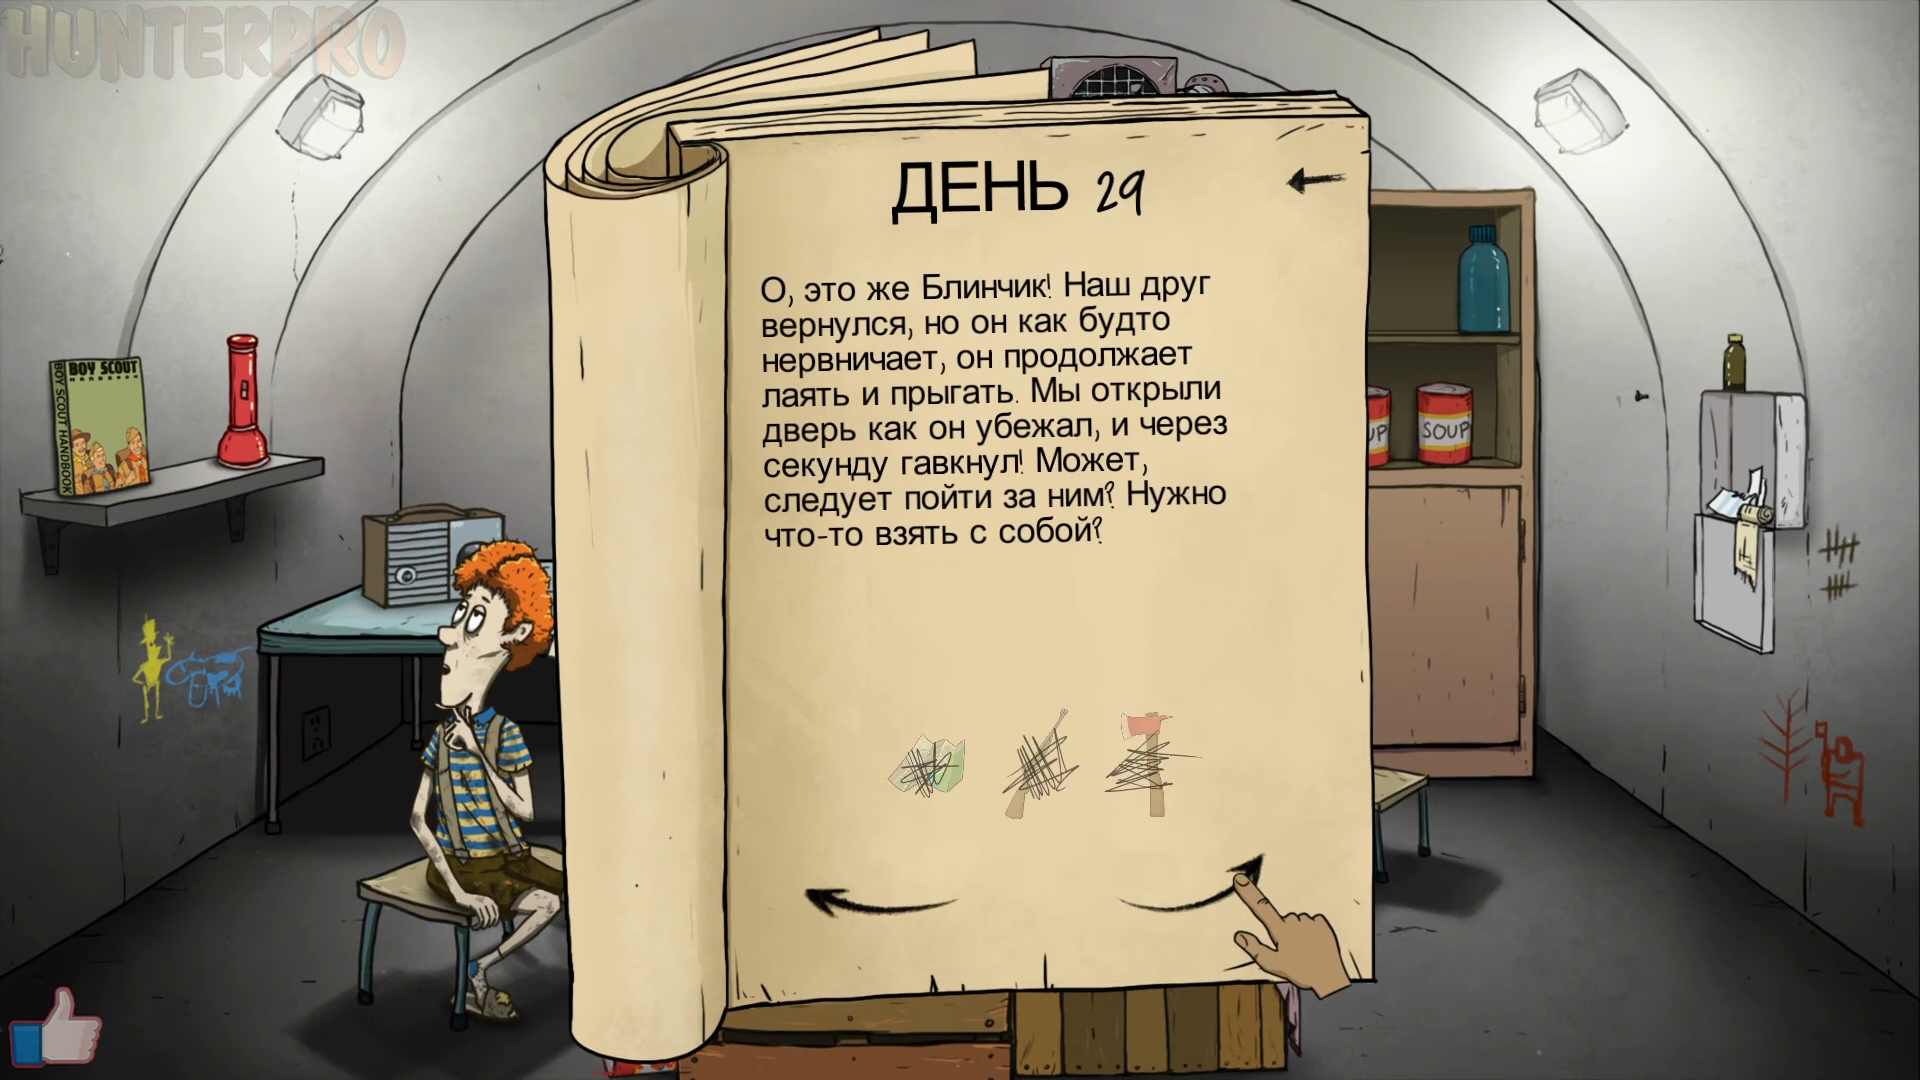 HUNTERPRO
ДЕНЬ 29
О, это же Блинчик! Наш друг
вернулся, но он как будто
нервничает, он продолжает
лаять и прыгать. Мы открыли
дверь как он убежал, и через
секунду гавкнул! Может,
следует пойти за ним? Нужно
что-то взять с собой?
BOY SCOUT
HANDBOOK
BOY SCOUT HANDBOOK
UP
SOUP